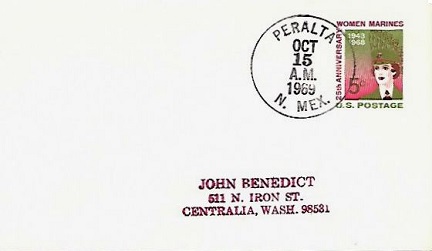 PERALTA
OCT
15
A.M.
1969
N. MEX.
WOMEN MARINES
1943
1968
25th ANNIVERSARY
5c
U.S. POSTAGE
JOHN BENEDICT
511 N. IRON ST.
CENTRALIA, WASH. 98531